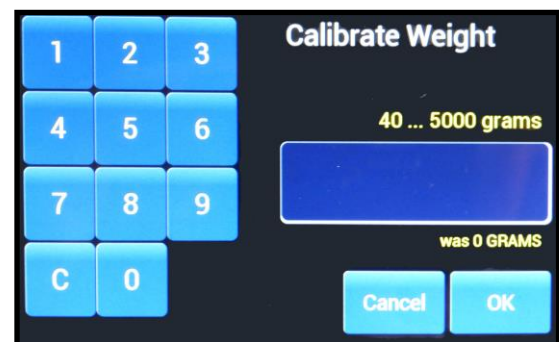 Calibrate Weight
1 2 3
40 ... 5000 grams
4 5 6
7 8 9
was 0 GRAMS
C 0
Cancel OK